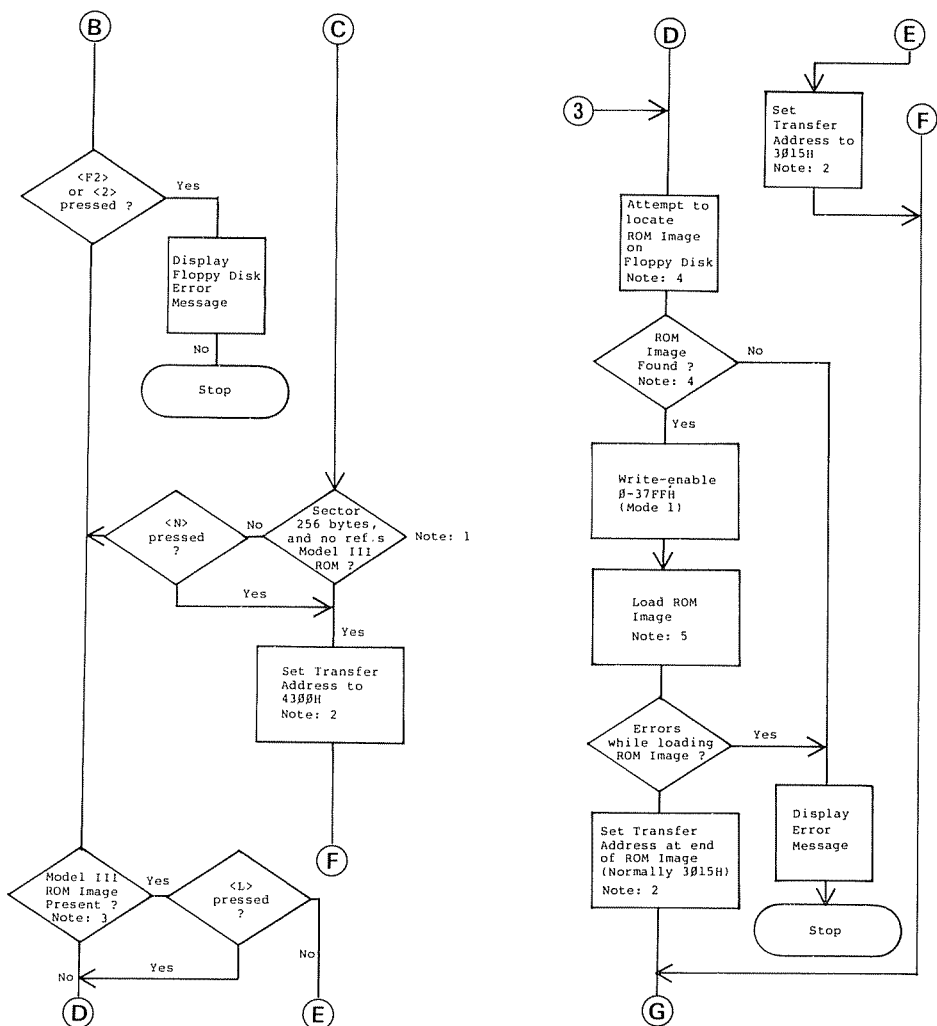 B
<F2>
or <2>
pressed ?
Yes
Display
Floppy Disk
Error
Message
No
Stop
C
<N>
pressed
?
No
Sector
256 bytes,
and no ref.s
Model III
ROM ?
Note: 1
Yes
Yes
Set Transfer
Address to
43ØØH
Note: 2
F
Model III
ROM Image
Present ?
Note: 3
Yes
<L>
pressed
?
No
Yes
No
D
E
D
3
Attempt to
locate
ROM Image
on
Floppy Disk
Note: 4
ROM
Image
Found ?
Note: 4
No
Yes
Write-enable
Ø-37FFH
(Mode 1)
Load ROM
Image
Note: 5
Errors
while loading
ROM Image ?
Yes
Set Transfer
Address at end
of ROM Image
(Normally 3Ø15H)
Note: 2
Display
Error
Message
Stop
G
E
Set
Transfer
Address to
3Ø15H
Note: 2
F